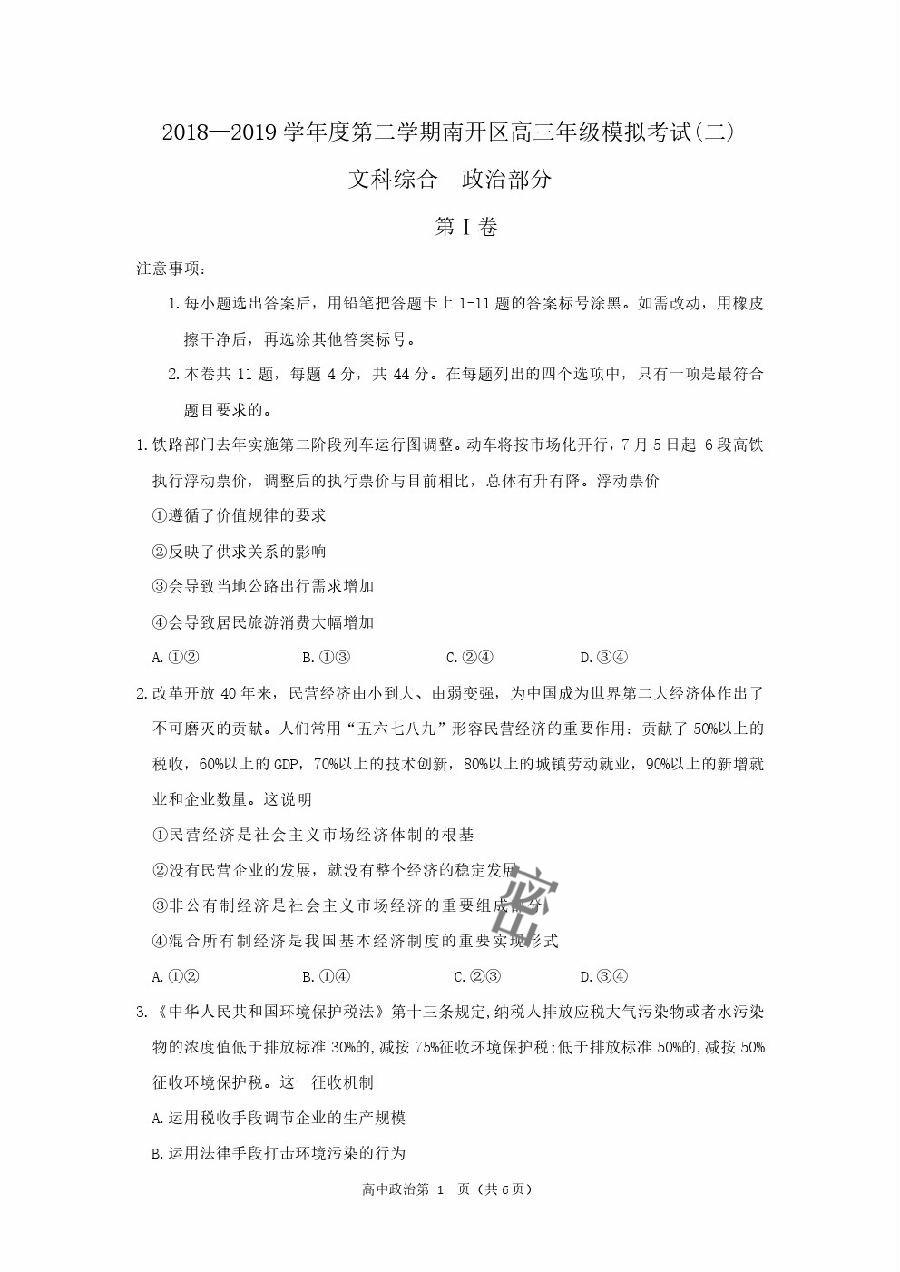 2018—2019 学年度第二学期南开区高三年级模拟考试(二)
文科综合 政治部分
第 I 卷
注意事项：
1. 每小题选出答案后，用铅笔把答题卡上 1-11 题的答案标号涂黑。如需改动，用橡皮
擦干净后，再选涂其他答案标号。
2. 本卷共 11 题，每题 4 分，共 44 分。在每题列出的四个选项中，只有一项是最符合
题目要求的。
1. 铁路部门去年实施第二阶段列车运行图调整。动车将按市场化开行，7 月 5 日起 6 段高铁
执行浮动票价，调整后的执行票价与目前相比，总体有升有降。浮动票价
①遵循了价值规律的要求
②反映了供求关系的影响
③会导致当地公路出行需求增加
④会导致居民旅游消费大幅增加
A. ①② B. ①③ C. ②④ D. ③④
2. 改革开放 40 年来，民营经济由小到大、由弱变强，为中国成为世界第二大经济体作出了
不可磨灭的贡献。人们常用“五六七八九”形容民营经济的重要作用：贡献了 50%以上的
税收，60%以上的 GDP，70%以上的技术创新，80%以上的城镇劳动就业，90%以上的新增就
业和企业数量。这说明
①民营经济是社会主义市场经济体制的根基
②没有民营企业的发展，就没有整个经济的稳定发展
③非公有制经济是社会主义市场经济的重要组成部分
④混合所有制经济是我国基本经济制度的重要实现形式
A. ①② B. ①④ C. ②③ D. ③④
3. 《中华人民共和国环境保护税法》第十三条规定，纳税人排放应税大气污染物或者水污染
物的浓度值低于排放标准 30%的，减按 75%征收环境保护税；低于排放标准 50%的，减按 50%
征收环境保护税。这 征收机制
A. 运用税收手段调节企业的生产规模
B. 运用法律手段打击环境污染的行为
密
高中政治第 1 页（共 6 页）